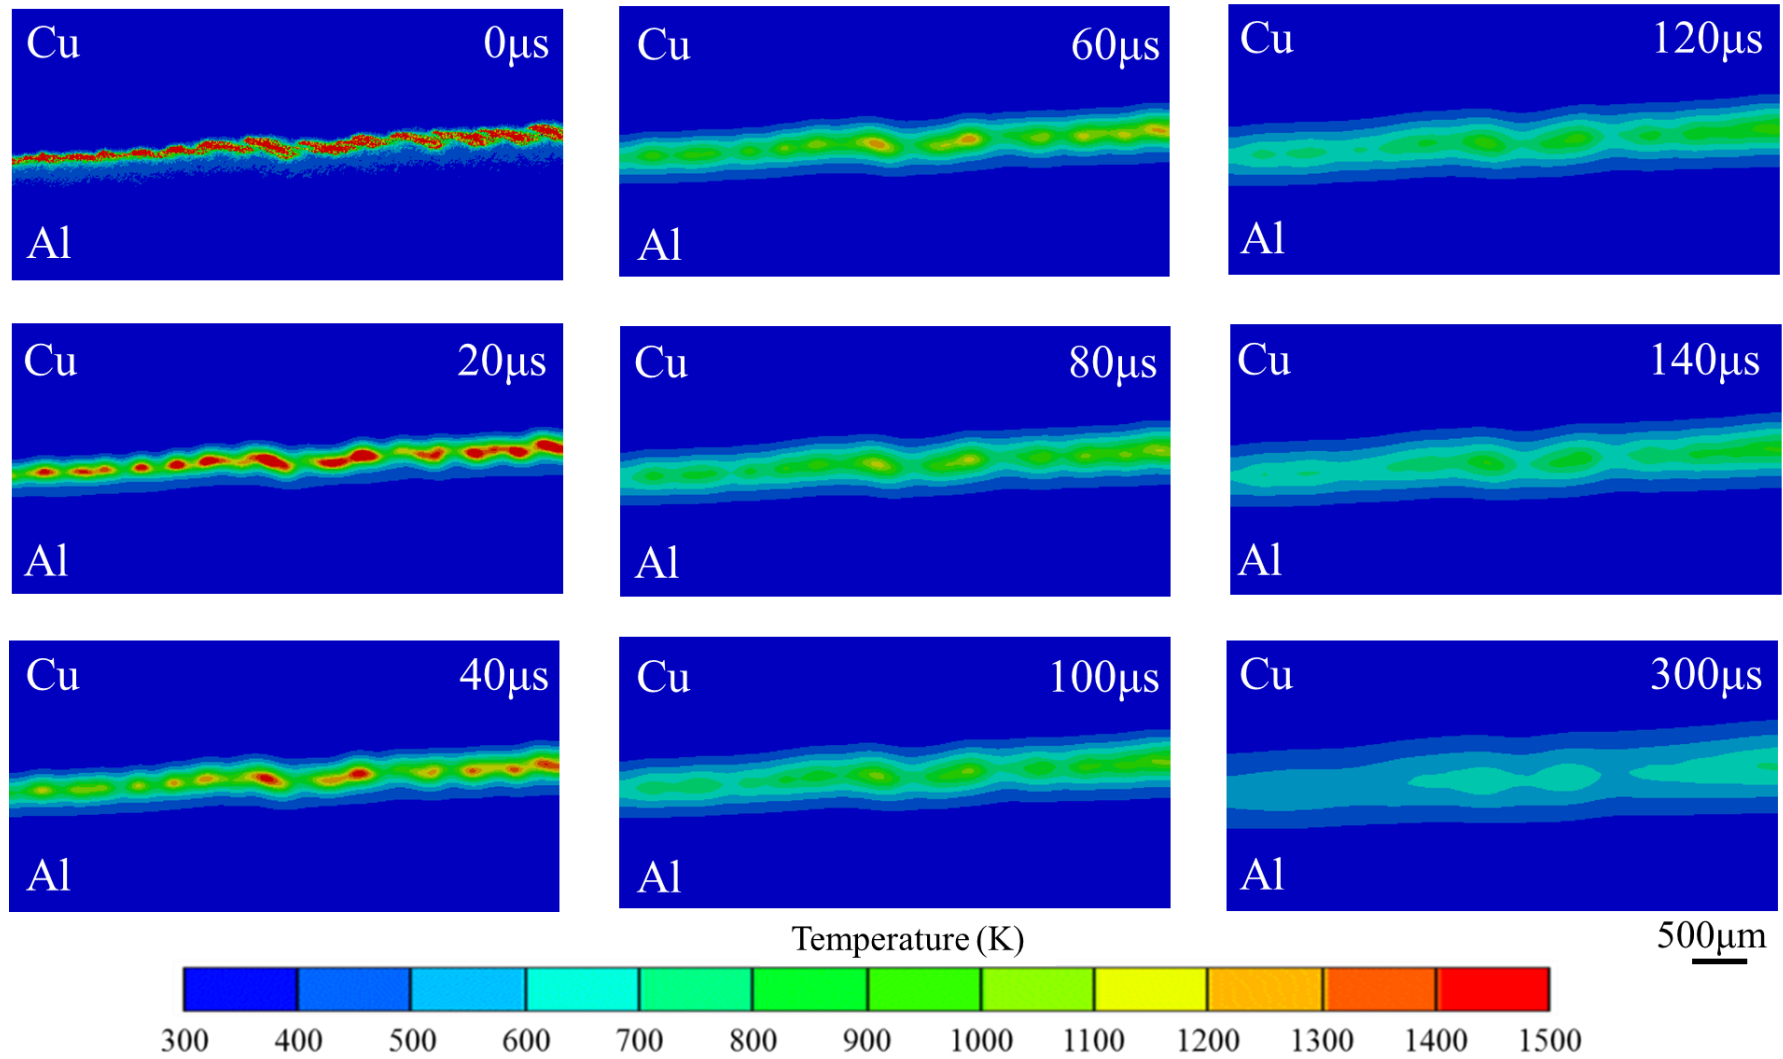 Cu 0μs
Al
Cu 60μs
Al
Cu 120μs
Al
Cu 20μs
Al
Cu 80μs
Al
Cu 140μs
Al
Cu 40μs
Al
Cu 100μs
Al
Cu 300μs
Al
Temperature (K)
500μm
300 400 500 600 700 800 900 1000 1100 1200 1300 1400 1500